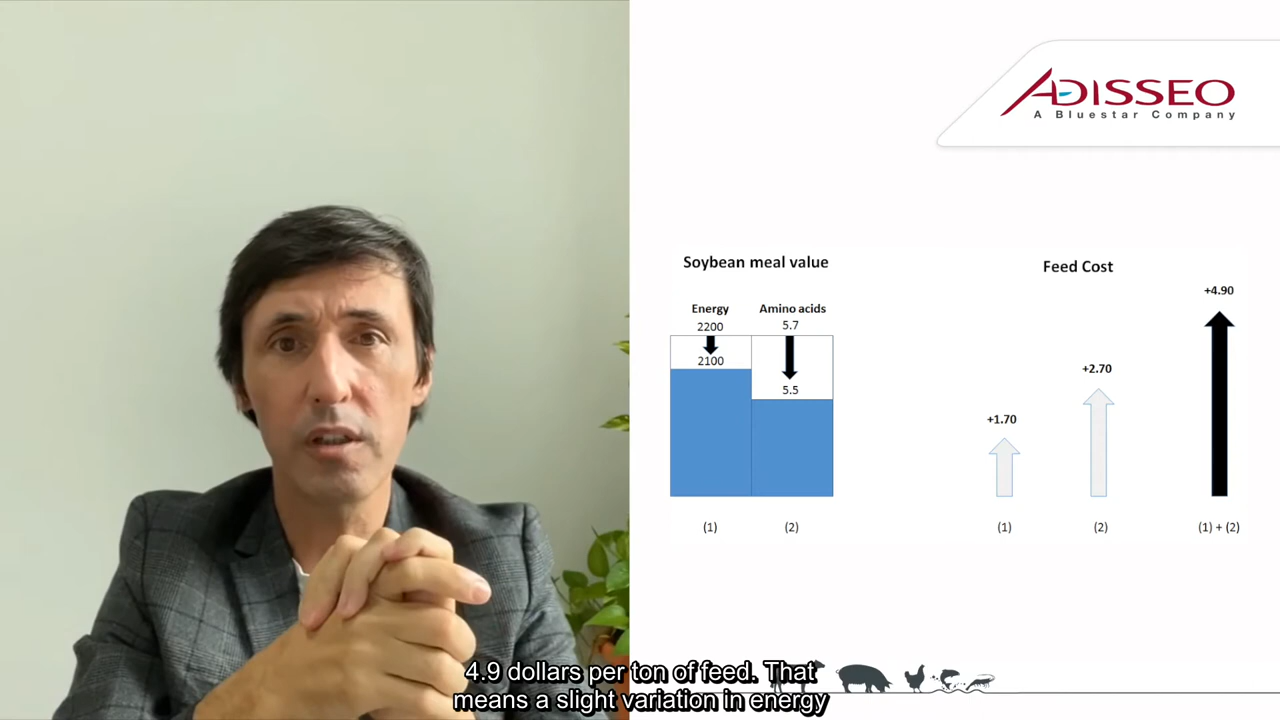 ADISSEO
A Bluestar Company
Soybean meal value
Feed Cost
Energy
Amino acids
2200
5.7
2100
5.5
(1)
(2)
+1.70
+2.70
+4.90
(1)
(2)
(1) + (2)
4.9 dollars per ton of feed. That
means a slight variation in energy